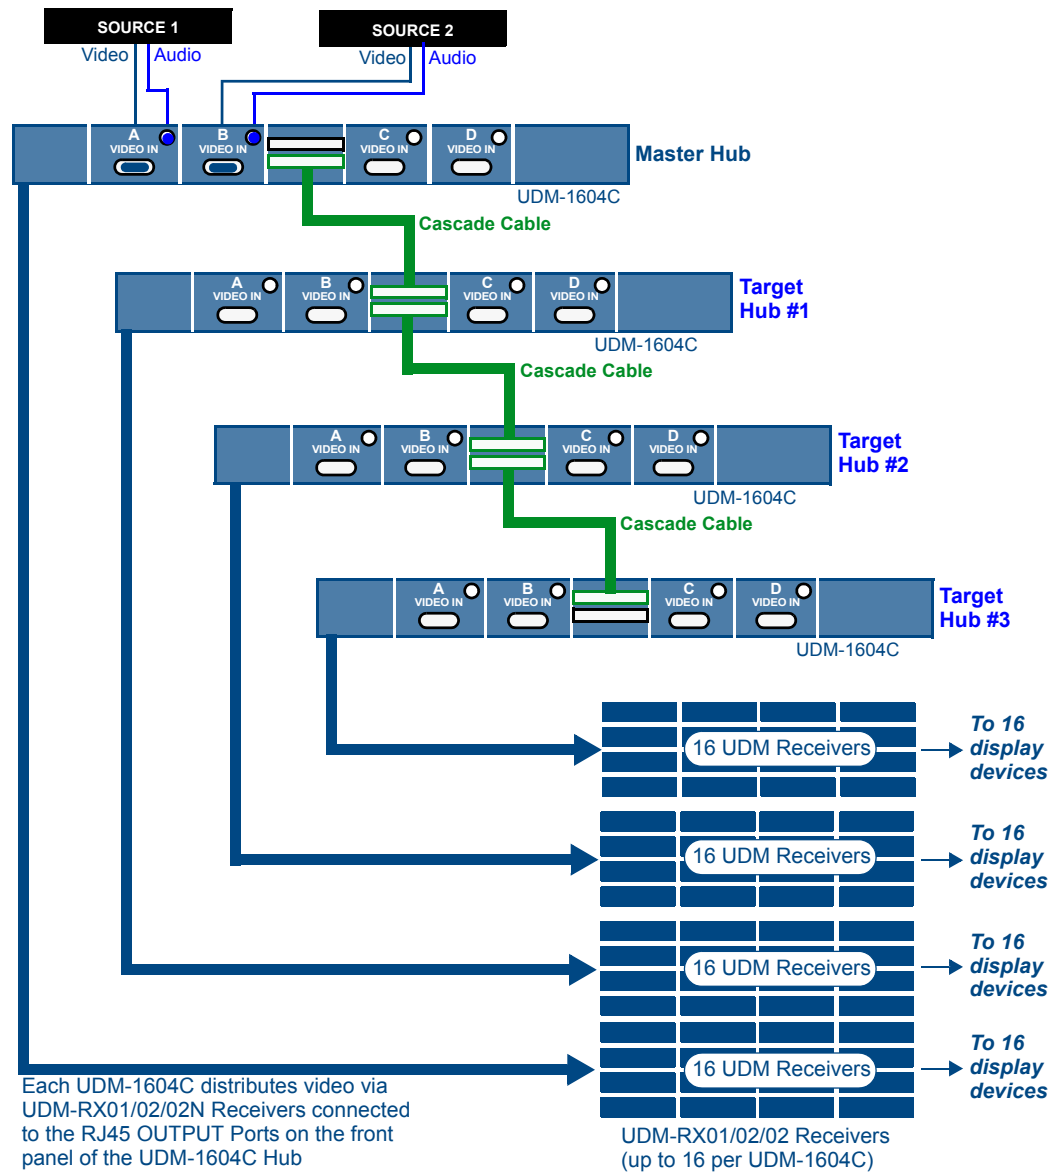 SOURCE 1
SOURCE 2
Video
Audio
Video
Audio
A
VIDEO IN
B
VIDEO IN
C
VIDEO IN
D
VIDEO IN
Master Hub
UDM-1604C
Cascade Cable
A
VIDEO IN
B
VIDEO IN
C
VIDEO IN
D
VIDEO IN
Target
Hub #1
UDM-1604C
Cascade Cable
A
VIDEO IN
B
VIDEO IN
C
VIDEO IN
D
VIDEO IN
Target
Hub #2
UDM-1604C
Cascade Cable
A
VIDEO IN
B
VIDEO IN
C
VIDEO IN
D
VIDEO IN
Target
Hub #3
UDM-1604C
16 UDM Receivers
To 16
display
devices
16 UDM Receivers
To 16
display
devices
16 UDM Receivers
To 16
display
devices
16 UDM Receivers
To 16
display
devices
Each UDM-1604C distributes video via
UDM-RX01/02/02N Receivers connected
to the RJ45 OUTPUT Ports on the front
panel of the UDM-1604C Hub
UDM-RX01/02/02 Receivers
(up to 16 per UDM-1604C)